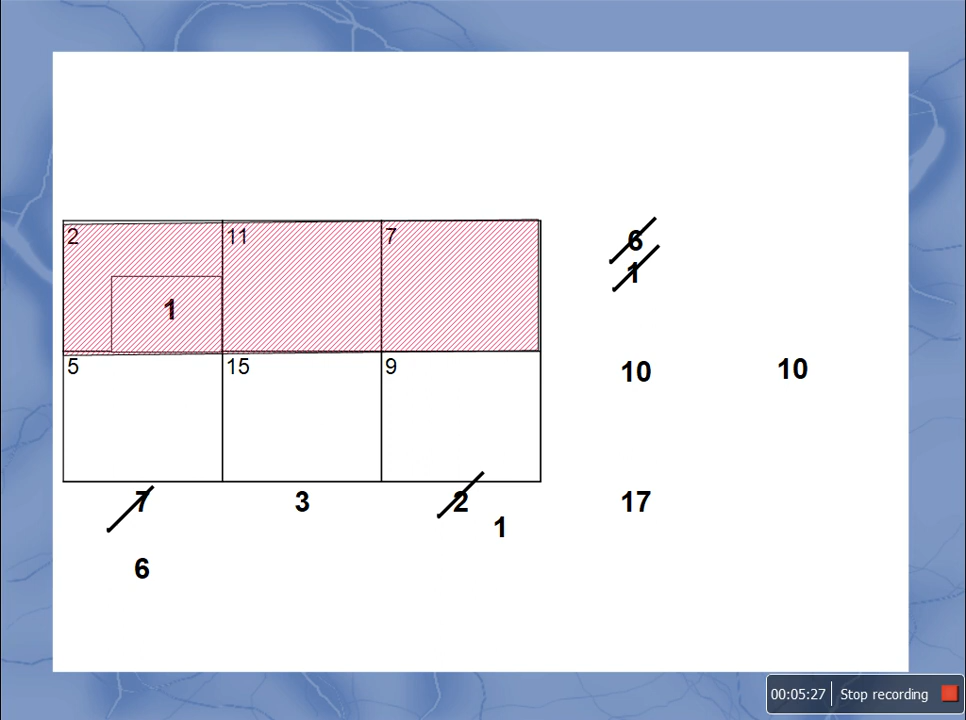 2 11 7 6
1 1
5 15 9 10 10
7 3 2 17
1
6
00:05:27 Stop recording